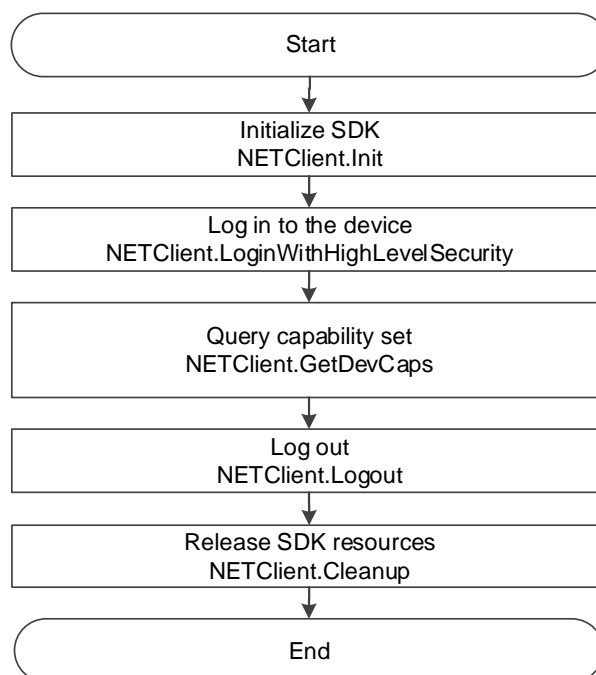 Start
Initialize SDK
NETClient.Init
Log in to the device
NETClient.LoginWithHighLevelSecurity
Query capability set
NETClient.GetDevCaps
Log out
NETClient.Logout
Release SDK resources
NETClient.Cleanup
End